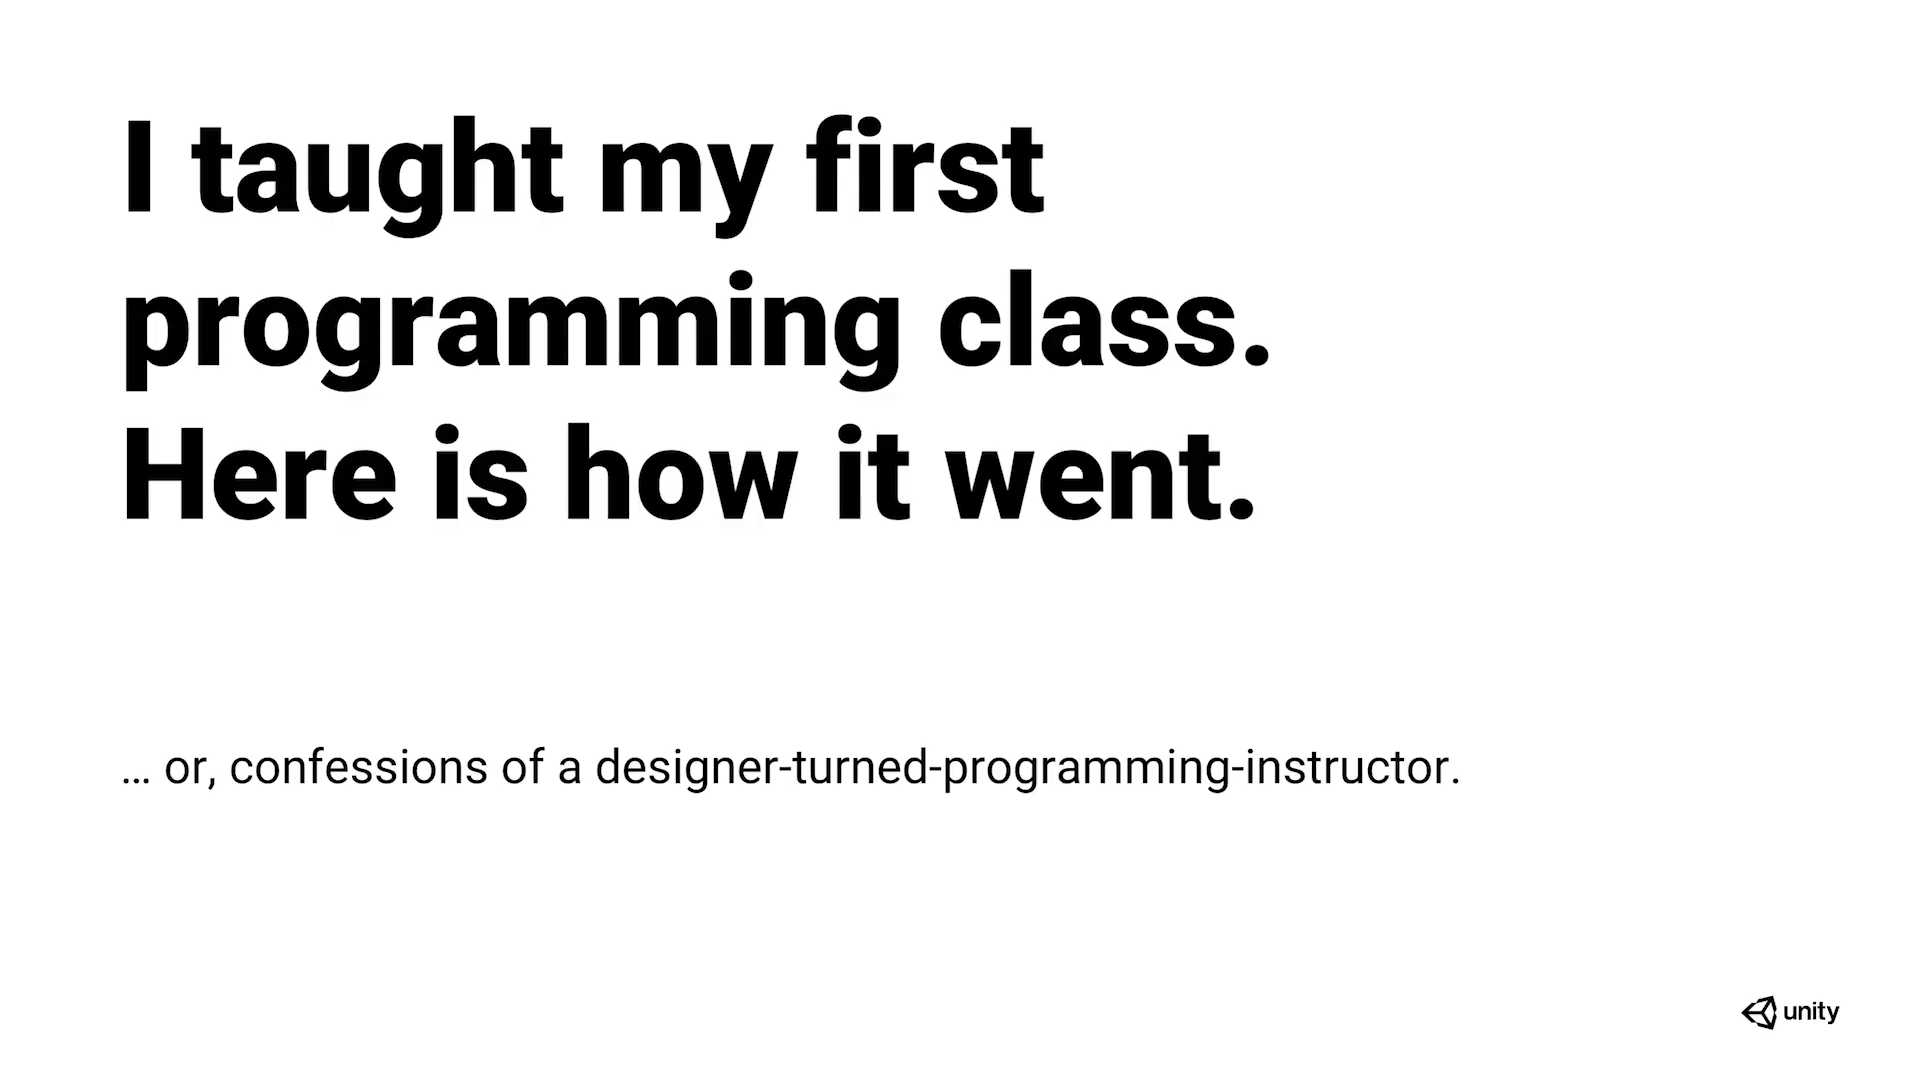 I taught my first
programming class.
Here is how it went.
… or, confessions of a designer-turned-programming-instructor.
unity